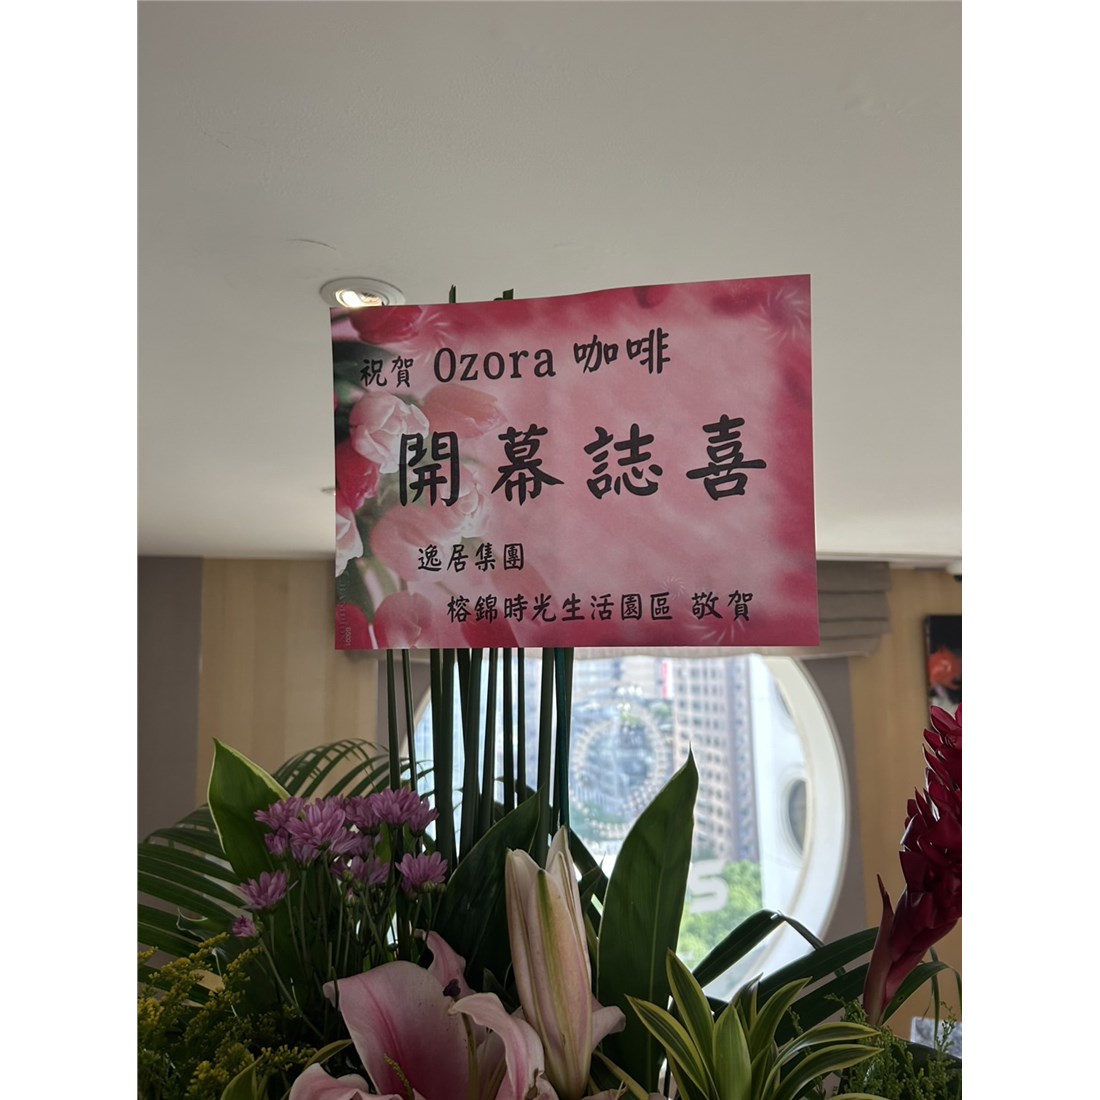 祝賀 Ozora 咖啡
開幕誌喜
逸居集團
榕錦時光生活園區 敬賀